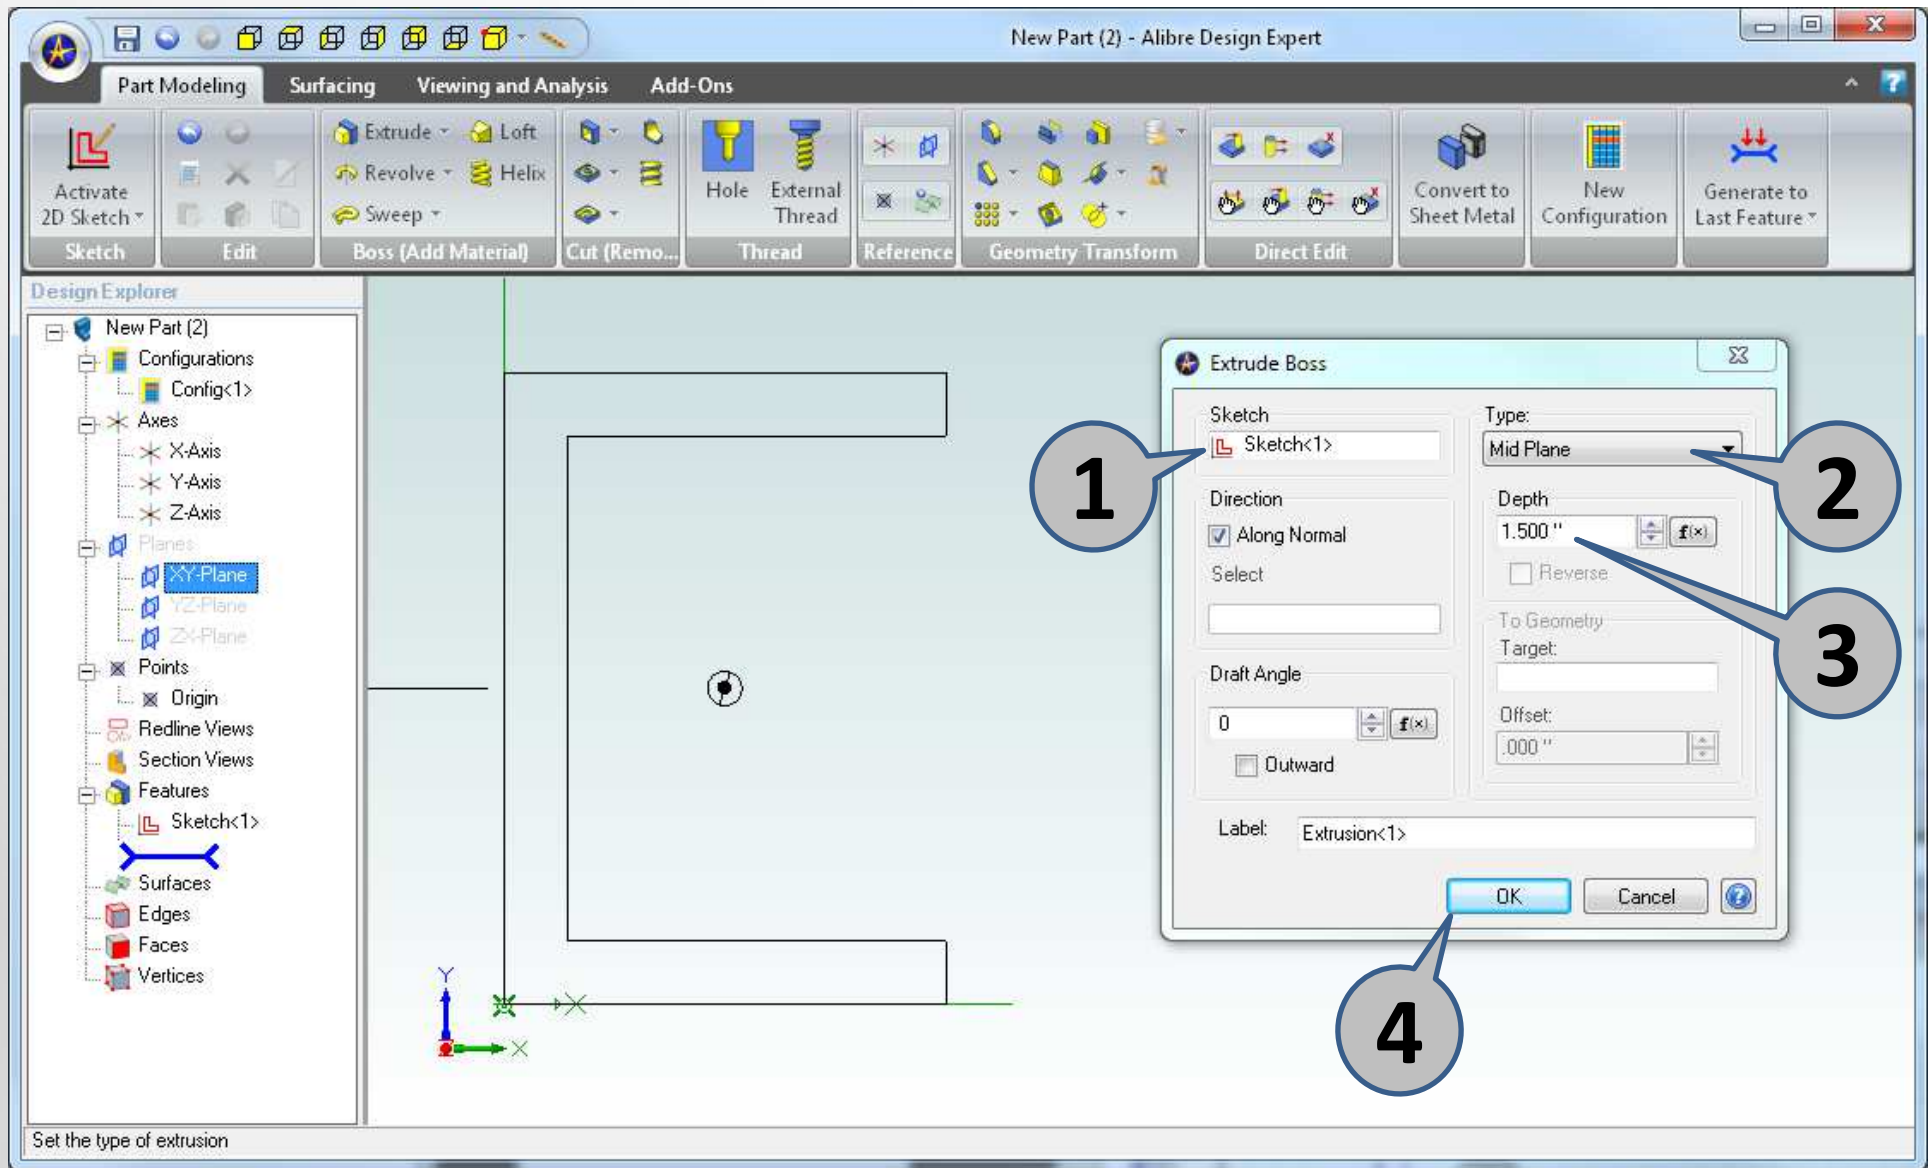 New Part (2) - Alibre Design Expert
Part Modeling Surfacing Viewing and Analysis Add-Ons
Activate
2D Sketch
Sketch
Edit
Extrude Loft
Revolve Helix
Sweep
Boss (Add Material)
Cut (Remo...
Hole
External
Thread
Thread
Reference
Geometry Transform
Direct Edit
Convert to
Sheet Metal
New
Configuration
Generate to
Last Feature
Design Explorer
New Part (2)
Configurations
Config<1>
Axes
X-Axis
Y-Axis
Z-Axis
Planes
XY-Plane
YZ-Plane
ZX-Plane
Points
Origin
Redline Views
Section Views
Features
Sketch<1>
Surfaces
Edges
Faces
Vertices
Y
X
X
Extrude Boss
Sketch
Sketch<1>
Direction
Along Normal
Select
Draft Angle
0
f(x)
Outward
Type:
Mid Plane
Depth
1.500 "
f(x)
Reverse
To Geometry
Target:
Offset:
.000 "
Label: Extrusion<1>
OK Cancel
1
2
3
4
Set the type of extrusion